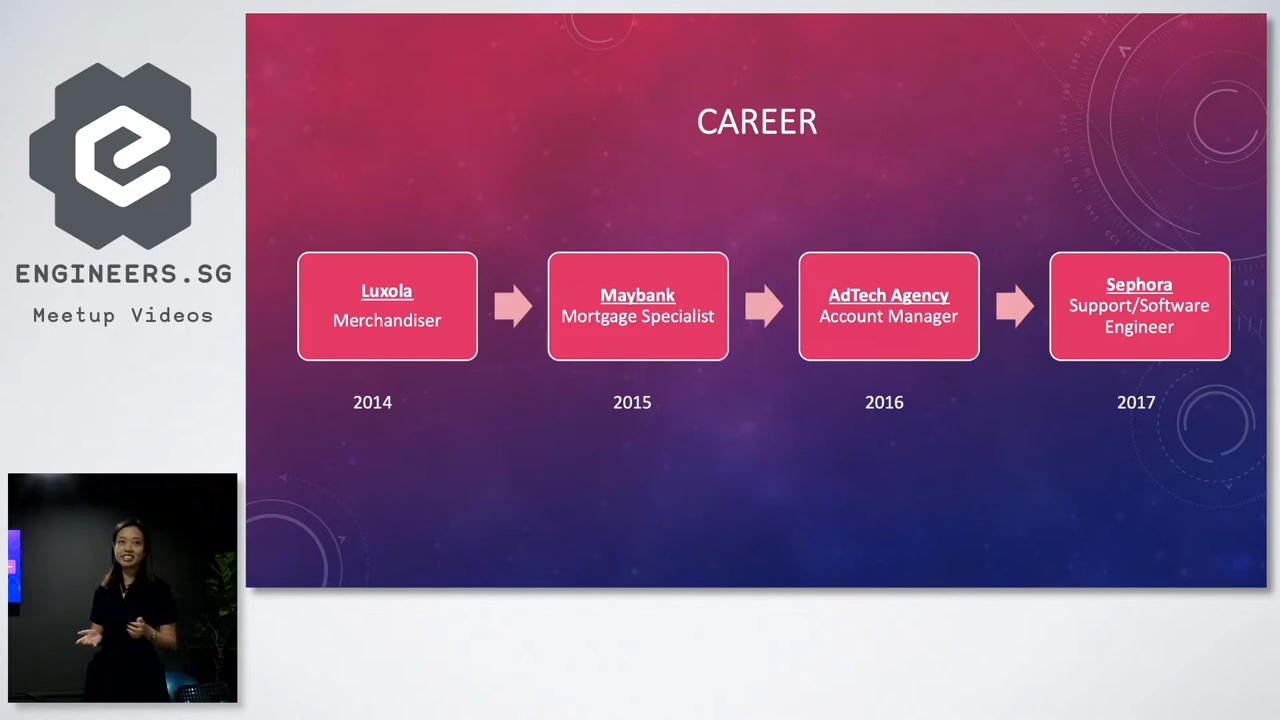 ENGINEERS.SG
Meetup Videos
CAREER
Luxola
Merchandiser
Maybank
Mortgage Specialist
AdTech Agency
Account Manager
Sephora
Support/Software
Engineer
2014
2015
2016
2017